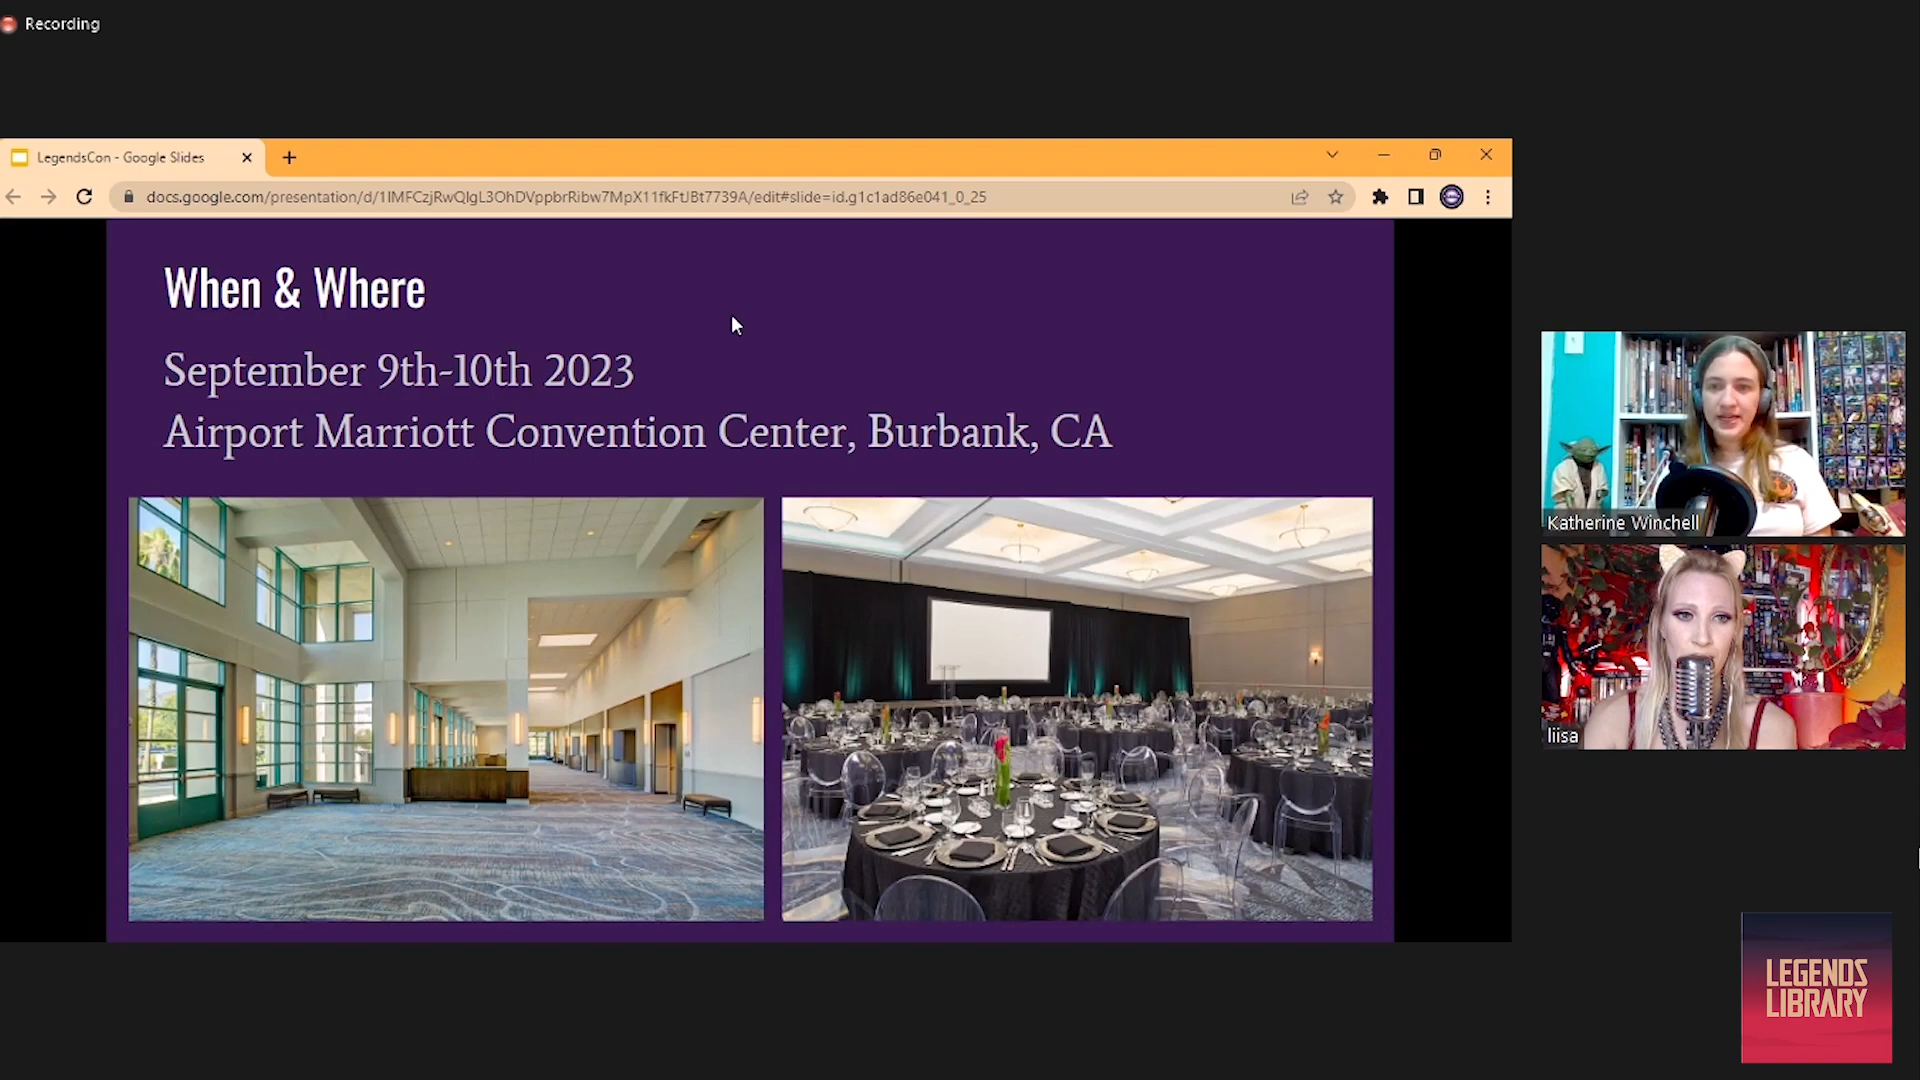 Recording
LegendsCon - Google Slides
docs.google.com/presentation/d/1IMFCzjRwQlgL3OhDVppbrRibw7MpX11fkFtJBt7739A/edit#slide=id.g1c1ad86e041_0_25
When & Where
September 9th-10th 2023
Airport Marriott Convention Center, Burbank, CA
Katherine Winchell
liisa
LEGENDS
LIBRARY